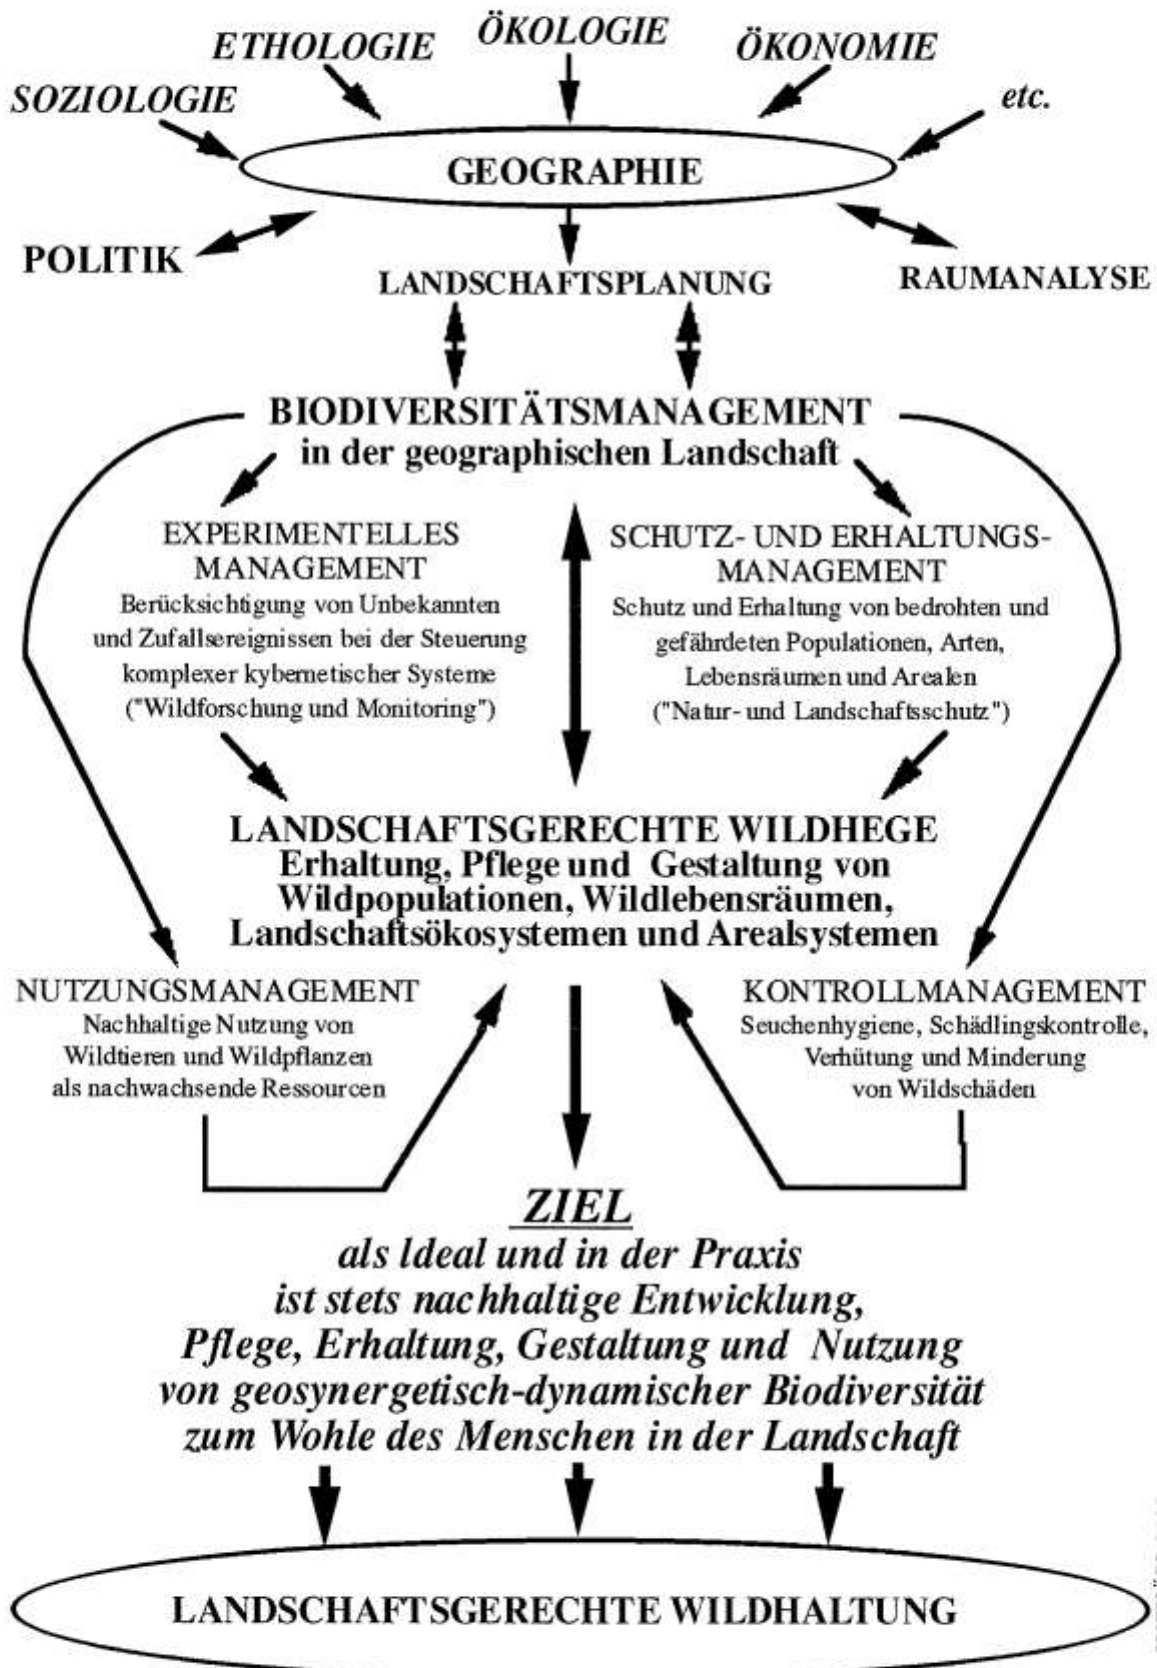 ÖKOLOGIE
ETHOLOGIE
ÖKONOMIE
SOZIOLOGIE
etc.
GEOGRAPHIE
POLITIK
LANDSCHAFTSPLANUNG
RAUMANALYSE
BIODIVERSITÄTSMANAGEMENT
in der geographischen Landschaft
EXPERIMENTELLES
MANAGEMENT
Berücksichtigung von Unbekannten
und Zufallsereignissen bei der Steuerung
komplexer kybernetischer Systeme
("Wildforschung und Monitoring")
SCHUTZ- UND ERHALTUNGS-
MANAGEMENT
Schutz und Erhaltung von bedrohten und
gefährdeten Populationen, Arten,
Lebensräumen und Arealen
("Natur- und Landschaftsschutz")
LANDSCHAFTSGERECHTE WILDHEGE
Erhaltung, Pflege und Gestaltung von
Wildpopulationen, Wildlebensräumen,
Landschaftsökosystemen und Arealsystemen
NUTZUNGSMANAGEMENT
Nachhaltige Nutzung von
Wildtieren und Wildpflanzen
als nachwachsende Ressourcen
KONTROLLMANAGEMENT
Seuchenhygiene, Schädlingskontrolle,
Verhütung und Minderung
von Wildschäden
ZIEL
als Ideal und in der Praxis
ist stets nachhaltige Entwicklung,
Pflege, Erhaltung, Gestaltung und Nutzung
von geosynergetisch-dynamischer Biodiversität
zum Wohle des Menschen in der Landschaft
LANDSCHAFTSGERECHTE WILDHALTUNG